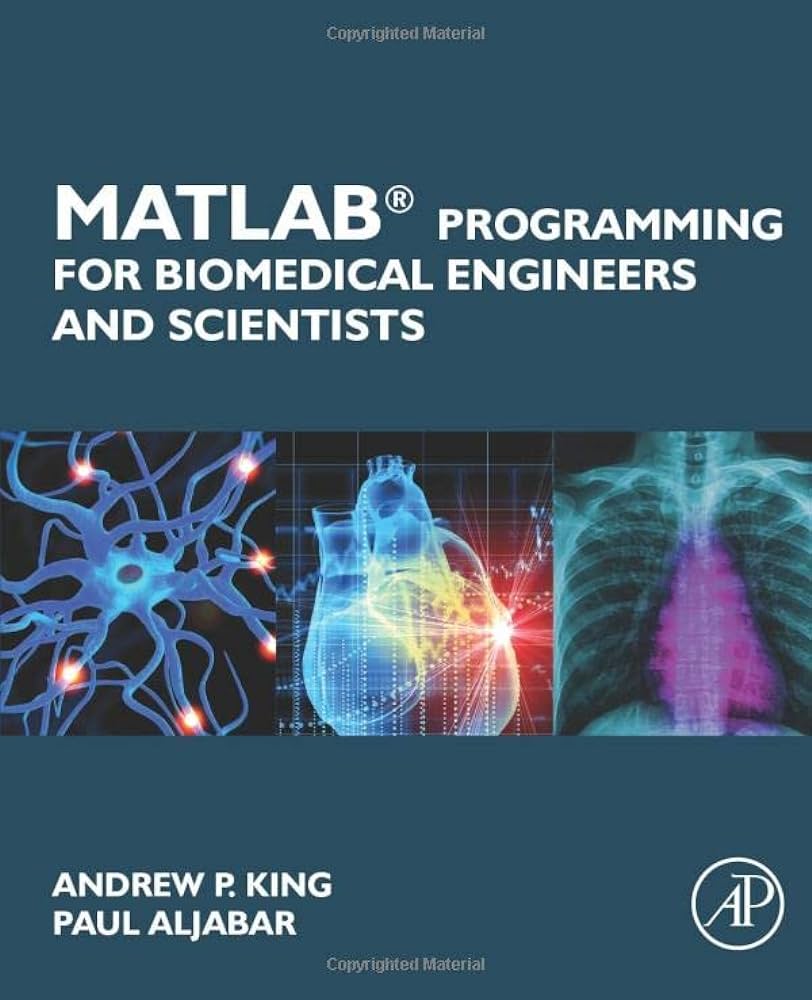 Copyrighted Material
MATLAB® PROGRAMMING
FOR BIOMEDICAL ENGINEERS
AND SCIENTISTS
ANDREW P. KING
PAUL ALJABAR
AP
Copyrighted Material